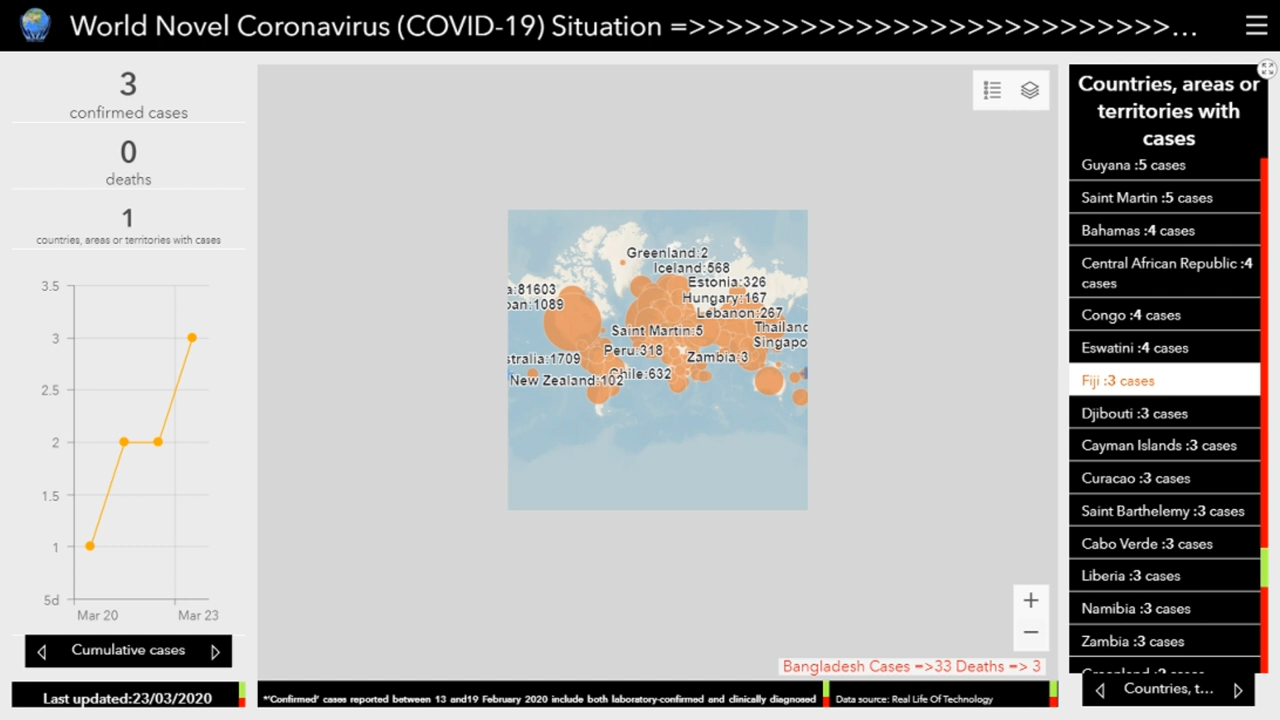 World Novel Coronavirus (COVID-19) Situation =>>>>>>>>>>>>>>>>>>>>>>>>>>...
3
confirmed cases
0
deaths
1
countries, areas or territories with cases
3.5
3
2.5
2
1.5
1
5d
Mar 20
Mar 23
Cumulative cases
Last updated:23/03/2020
Greenland:2
Iceland:568
Estonia:326
a:81603
Hungary:167
pan:1089
Lebanon:267
Thailand
Saint Martin:5
Singapo
Peru:318
Zambia:3
stralia:1709
Chile:632
New Zealand:102
+
−
Bangladesh Cases =>33 Deaths => 3
*'Confirmed' cases reported between 13 and19 February 2020 include both laboratory-confirmed and clinically diagnosed
Data source: Real Life Of Technology
Countries, areas or
territories with
cases
Guyana :5 cases
Saint Martin :5 cases
Bahamas :4 cases
Central African Republic :4
cases
Congo :4 cases
Eswatini :4 cases
Fiji :3 cases
Djibouti :3 cases
Cayman Islands :3 cases
Curacao :3 cases
Saint Barthelemy :3 cases
Cabo Verde :3 cases
Liberia :3 cases
Namibia :3 cases
Zambia :3 cases
Countries, t...